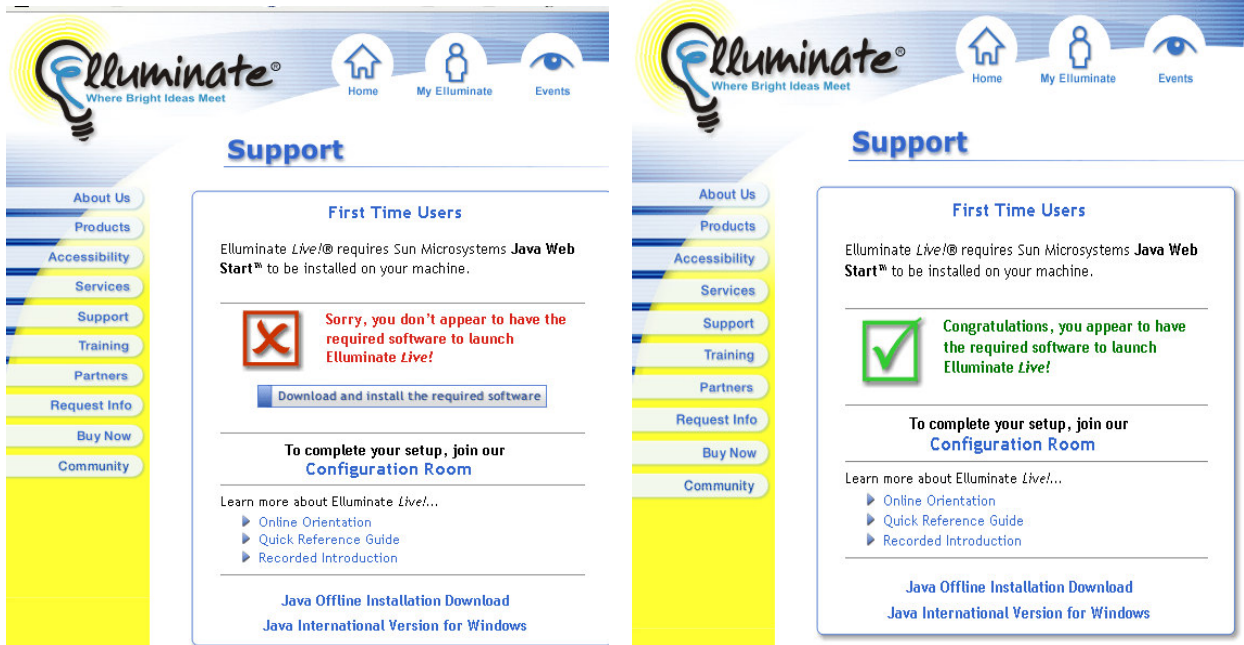 Elluminate®
Where Bright Ideas Meet
Home
My Elluminate
Events
Support
About Us
Products
Accessibility
Services
Support
Training
Partners
Request Info
Buy Now
Community
First Time Users
Elluminate Live!® requires Sun Microsystems Java Web
Start™ to be installed on your machine.
Sorry, you don't appear to have the
required software to launch
Elluminate Live!
Download and install the required software
To complete your setup, join our
Configuration Room
Learn more about Elluminate Live!...
Online Orientation
Quick Reference Guide
Recorded Introduction
Java Offline Installation Download
Java International Version for Windows
Elluminate®
Where Bright Ideas Meet
Home
My Elluminate
Events
Support
About Us
Products
Accessibility
Services
Support
Training
Partners
Request Info
Buy Now
Community
First Time Users
Elluminate Live!® requires Sun Microsystems Java Web
Start™ to be installed on your machine.
Congratulations, you appear to have
the required software to launch
Elluminate Live!
To complete your setup, join our
Configuration Room
Learn more about Elluminate Live!...
Online Orientation
Quick Reference Guide
Recorded Introduction
Java Offline Installation Download
Java International Version for Windows